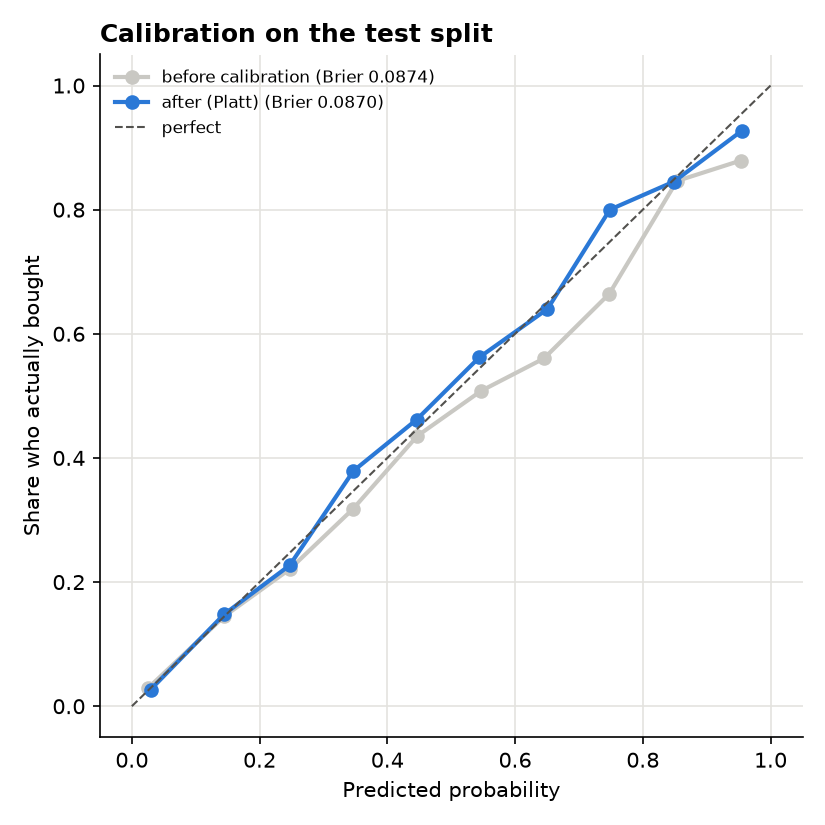 Calibration on the test split
before calibration (Brier 0.0874)
after (Platt) (Brier 0.0870)
perfect
Share who actually bought
1.0
0.8
0.6
0.4
0.2
0.0
0.0 0.2 0.4 0.6 0.8 1.0
Predicted probability